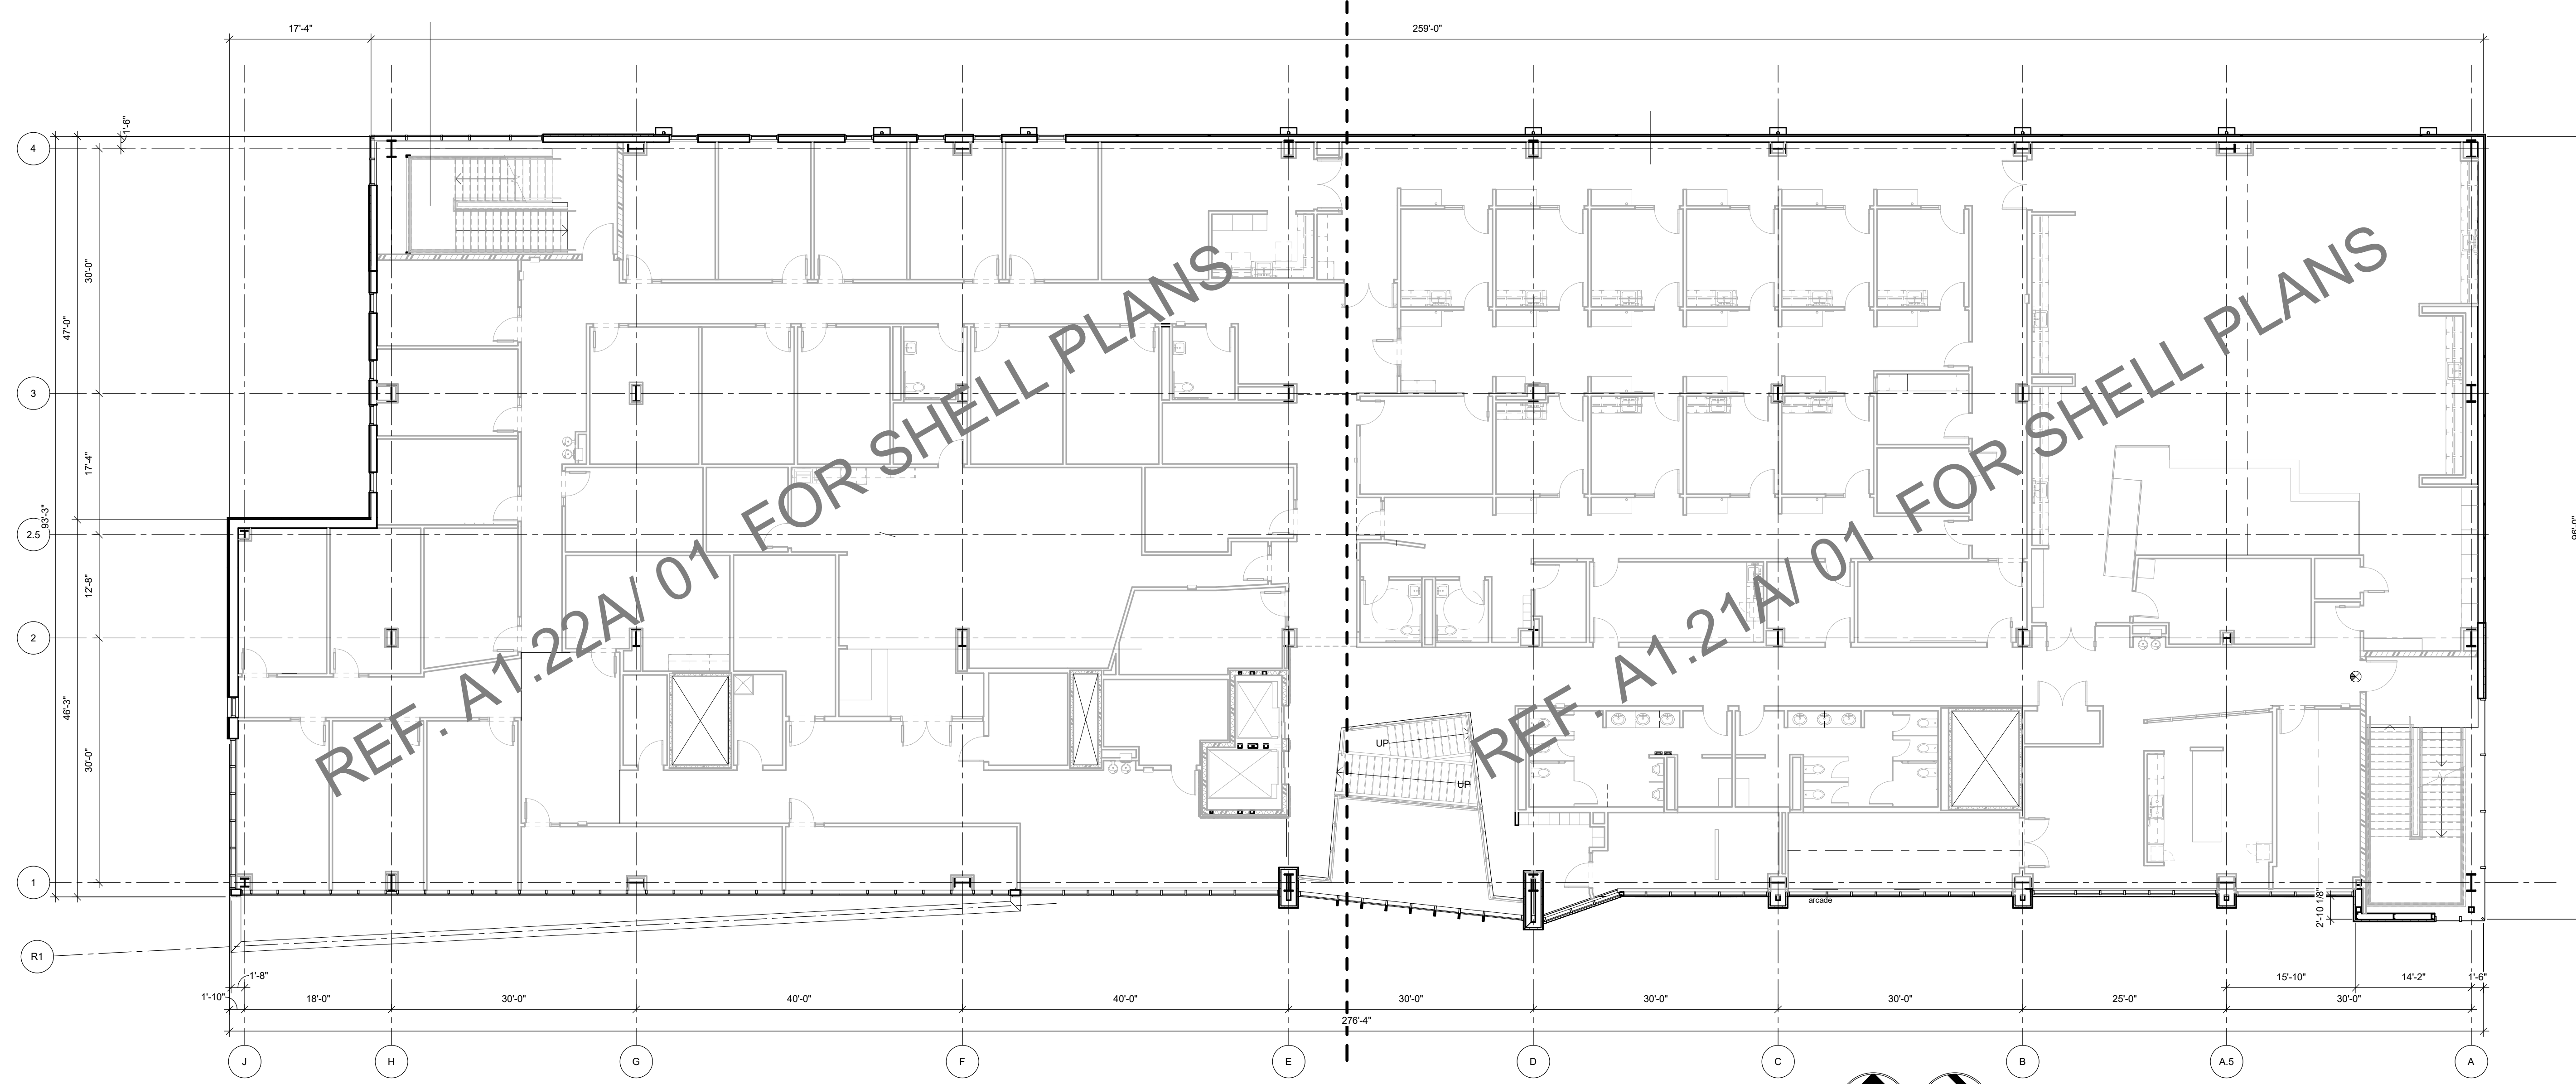 17'-4"
259'-0"
1'-6"
4
30'-0"
47'-0"
3
17'-4"
93'-3"
2.5
12'-8"
96'-0"
2
46'-3"
30'-0"
1
R1
REF. A1.22A/ 01 FOR SHELL PLANS
REF. A1.21A/ 01 FOR SHELL PLANS
UP
UP
arcade
2'-10 1/8"
1'-8"
15'-10"
14'-2"
1'-6"
1'-10"
18'-0"
30'-0"
40'-0"
40'-0"
30'-0"
30'-0"
30'-0"
25'-0"
30'-0"
276'-4"
J
H
G
F
E
D
C
B
A.5
A